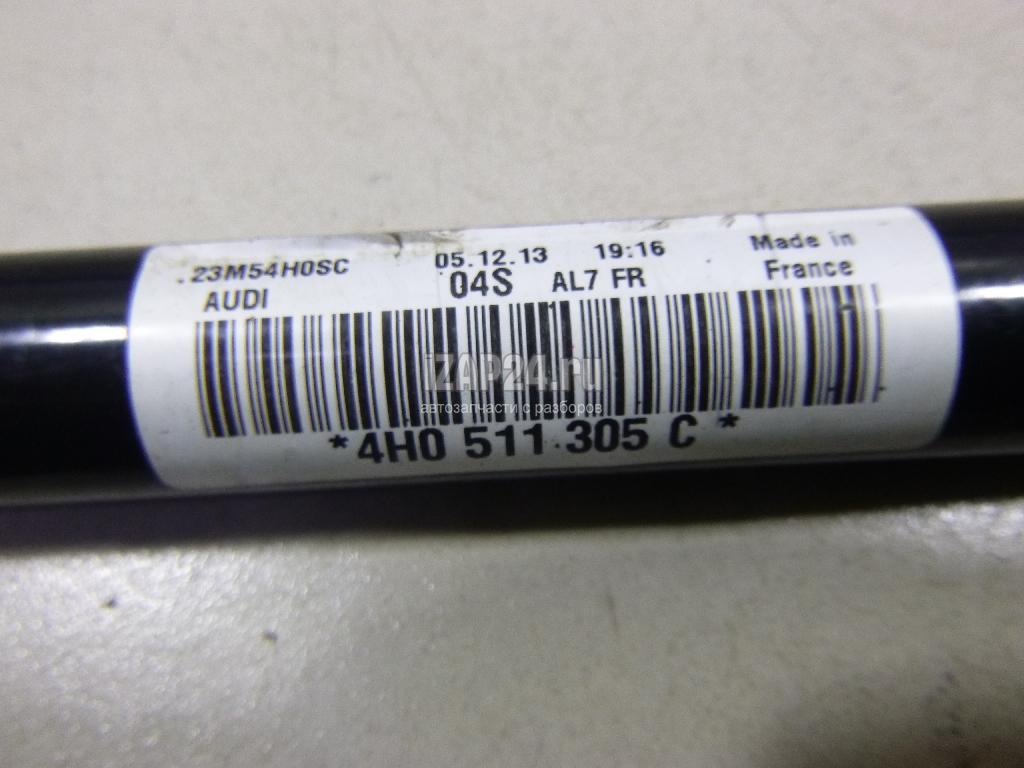 .23M54H0SC 05.12.13 19:16 Made in
AUDI 04S AL7 FR France
iZAP24.ru
автозапчасти с разборов
*4H0 511 305 C *